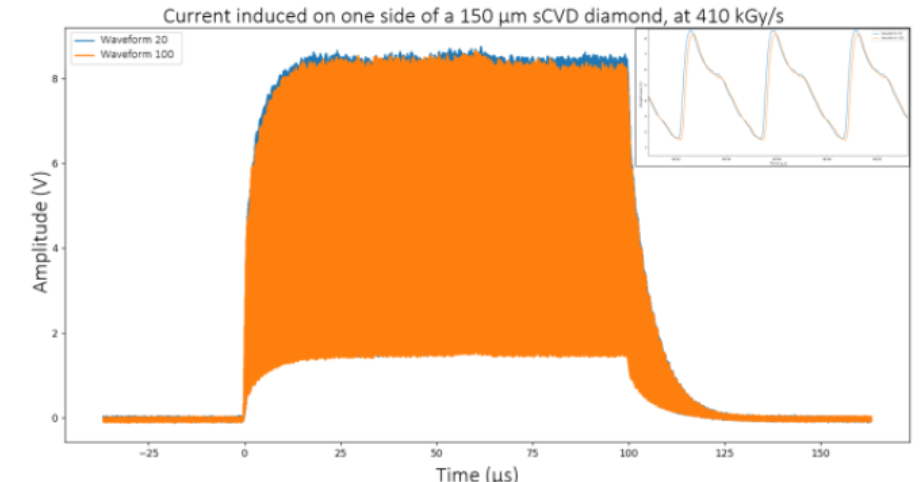 Current induced on one side of a 150 μm sCVD diamond, at 410 kGy/s
Waveform 20
Waveform 100
Amplitude (V)
8
6
4
2
0
−25
0
25
50
75
100
125
150
Time (μs)